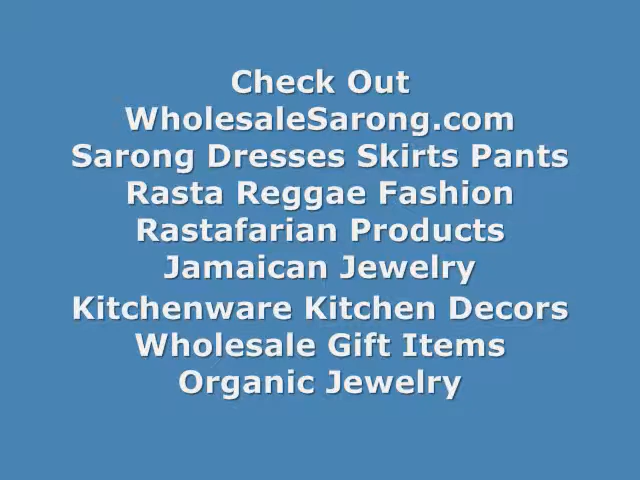 Check Out
WholesaleSarong.com
Sarong Dresses Skirts Pants
Rasta Reggae Fashion
Rastafarian Products
Jamaican Jewelry
Kitchenware Kitchen Decors
Wholesale Gift Items
Organic Jewelry